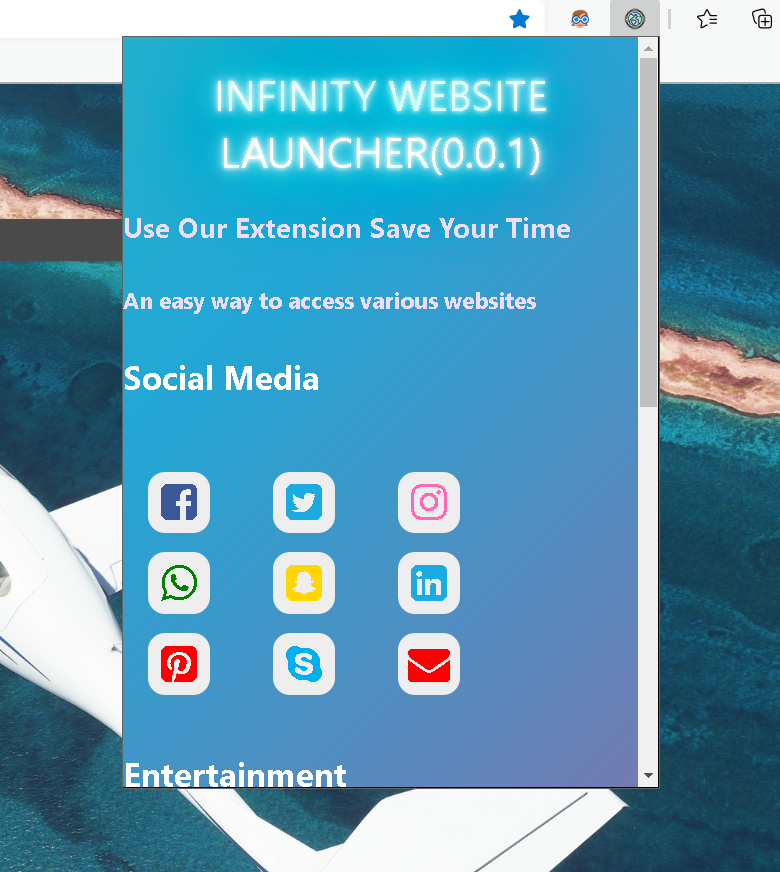 INFINITY WEBSITE
LAUNCHER(0.0.1)
Use Our Extension Save Your Time
An easy way to access various websites
Social Media
Entertainment